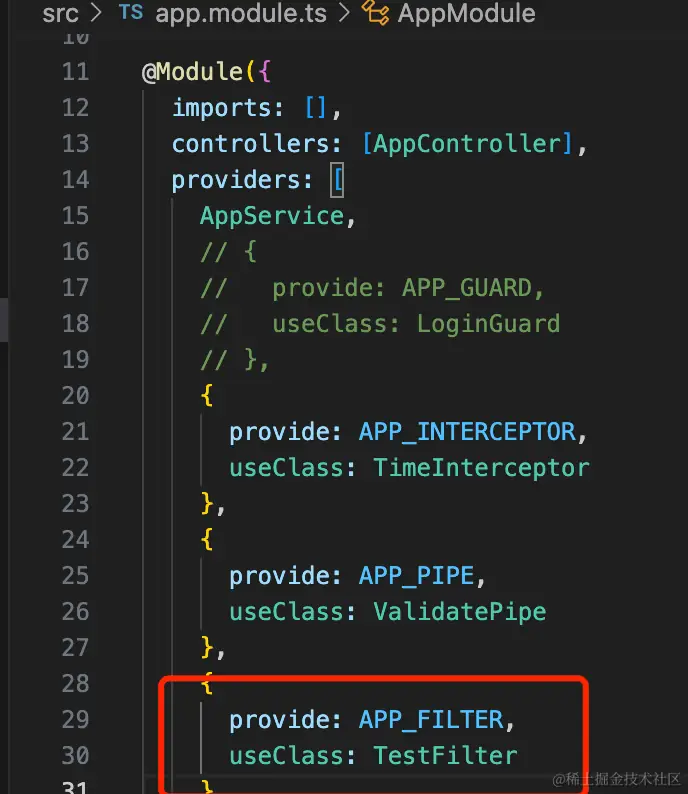 src > TS app.module.ts > AppModule
10
11 @Module({
12 imports: [],
13 controllers: [AppController],
14 providers: [
15 AppService,
16 // {
17 //   provide: APP_GUARD,
18 //   useClass: LoginGuard
19 // },
20 {
21 provide: APP_INTERCEPTOR,
22 useClass: TimeInterceptor
23 },
24 {
25 provide: APP_PIPE,
26 useClass: ValidatePipe
27 },
28 {
29 provide: APP_FILTER,
30 useClass: TestFilter
31 }
@稀土掘金技术社区